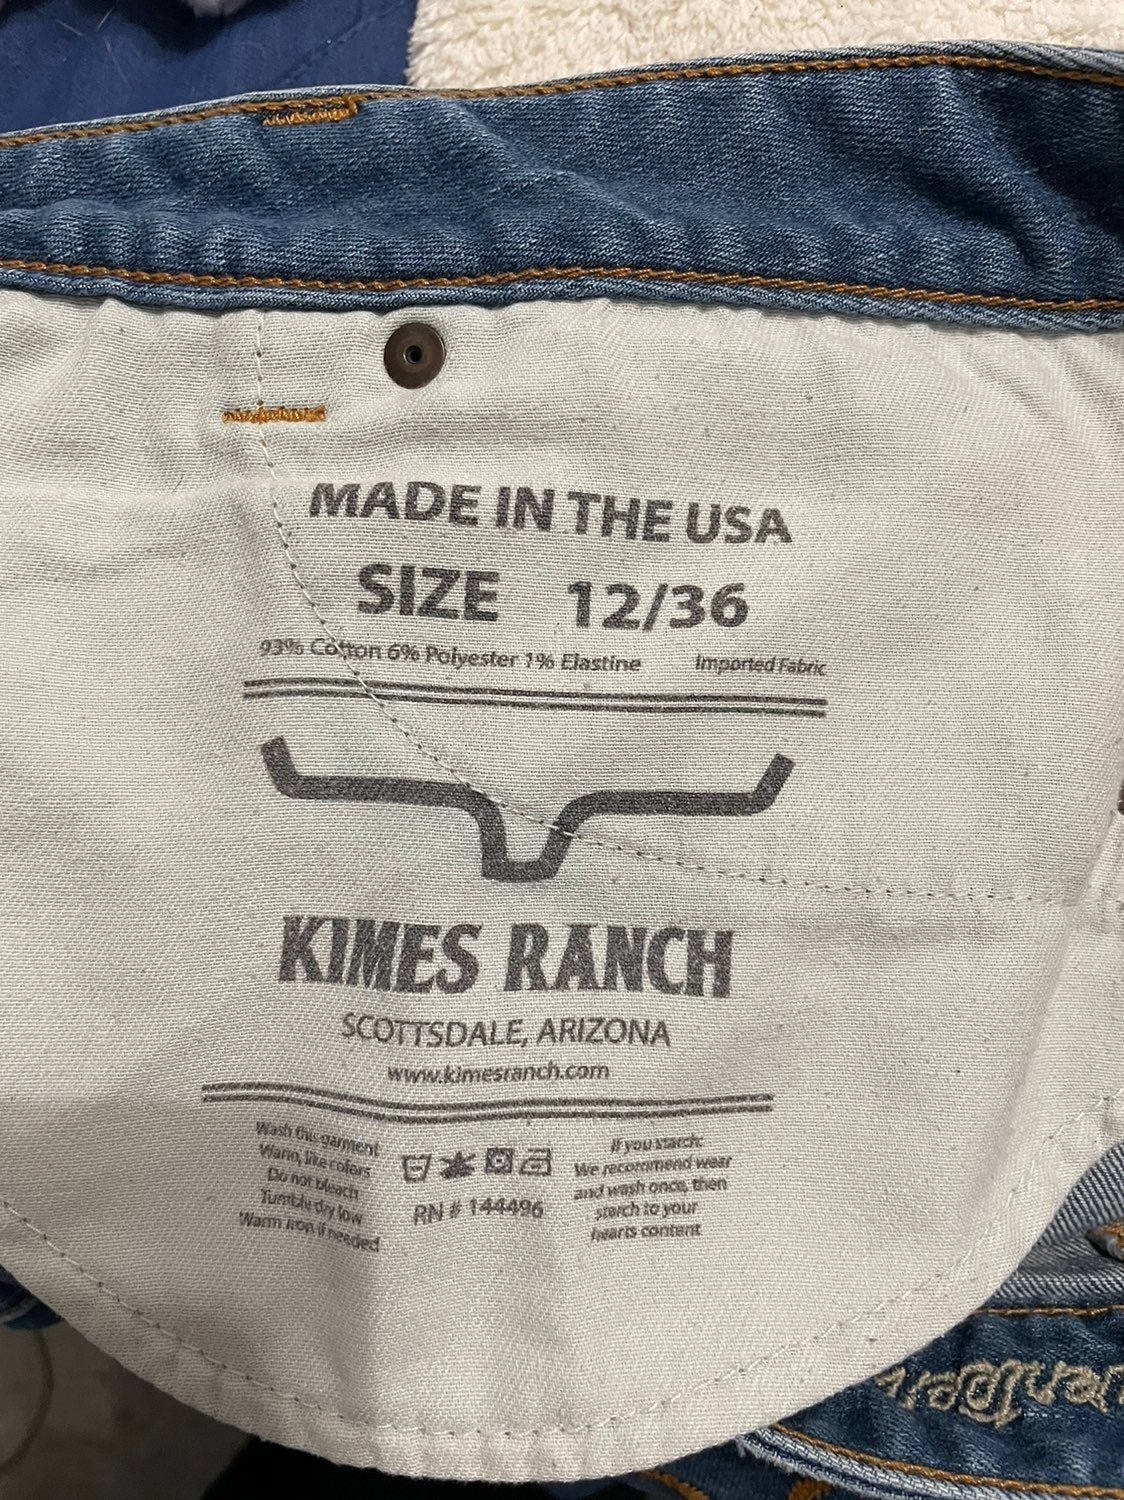 MADE IN THE USA
SIZE 12/36
93% Cotton 6% Polyester 1% Elastine Imported Fabric
KIMES RANCH
SCOTTSDALE, ARIZONA
www.kimesranch.com
Wash this garment
Warm, like colors
Do not bleach
Tumble dry low
Warm iron if needed
RN # 144496
If you starch:
We recommend wear
and wash once, then
starch to your
hearts content